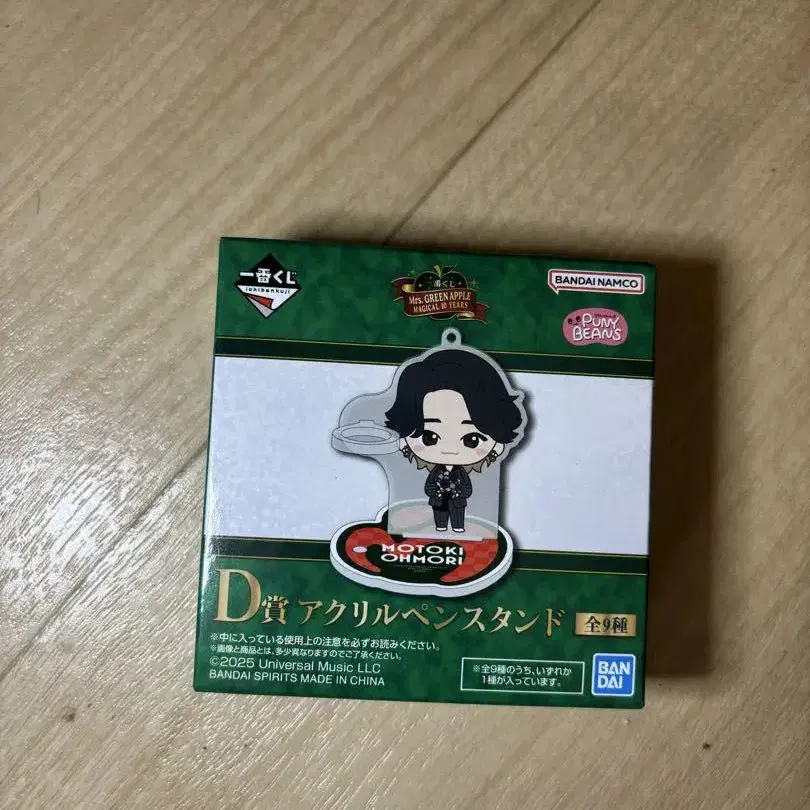 一番くじ
ichibankuji
一番くじ
Mrs. GREEN APPLE
MAGICAL 10 YEARS
BANDAI NAMCO
PUNY
BEANS
MOTOKI
OHMORI
D賞 アクリルペンスタンド 全9種
※中に入っている使用上の注意を必ずお読みください。
※画像と商品とは、多少異なりますのでご了承ください。
©2025 Universal Music LLC
BANDAI SPIRITS MADE IN CHINA
※全9種のうち、いずれか
1種が入っています。
BAN
DAI